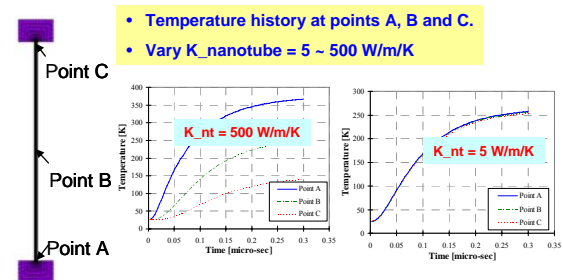 • Temperature history at points A, B and C.
• Vary K_nanotube = 5 ~ 500 W/m/K
Point C
Point B
Point A
Temperature [K]
400
350
300
250
200
150
100
50
0
K_nt = 500 W/m/K
Point A
Point B
Point C
0 0.05 0.1 0.15 0.2 0.25 0.3 0.35
Time [micro-sec]
Temperature [K]
300
250
200
150
100
50
0
K_nt = 5 W/m/K
Point A
Point B
Point C
0 0.05 0.1 0.15 0.2 0.25 0.3 0.35
Time [micro-sec]